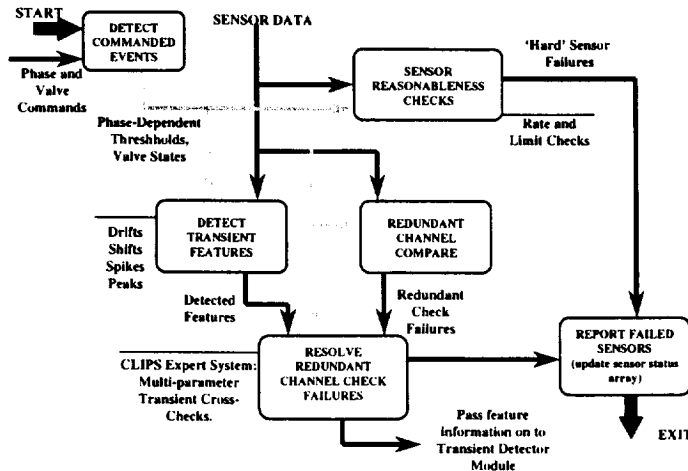 START
DETECT
COMMANDED
EVENTS
Phase and
Valve
Commands
SENSOR DATA
SENSOR
REASONABLENESS
CHECKS
'Hard' Sensor
Failures
Rate and
Limit Checks
Phase-Dependent
Threshholds,
Valve States
DETECT
TRANSIENT
FEATURES
REDUNDANT
CHANNEL
COMPARE
Drifts
Shifts
Spikes
Peaks
Detected
Features
Redundant
Check
Failures
CLIPS Expert System:
Multi-parameter
Transient Cross-
Checks.
RESOLVE
REDUNDANT
CHANNEL CHECK
FAILURES
REPORT FAILED
SENSORS
(update sensor status
array)
Pass feature
information on to
Transient Detector
Module
EXIT